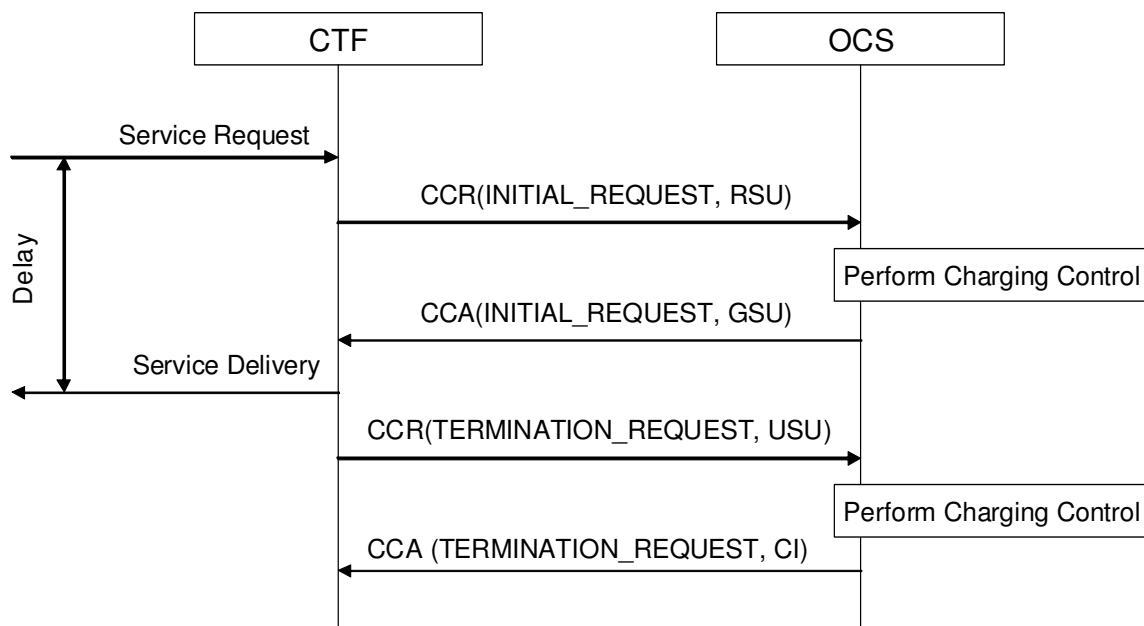 CTF
OCS
Service Request
CCR(INITIAL_REQUEST, RSU)
Delay
Perform Charging Control
CCA(INITIAL_REQUEST, GSU)
Service Delivery
CCR(TERMINATION_REQUEST, USU)
Perform Charging Control
CCA (TERMINATION_REQUEST, CI)